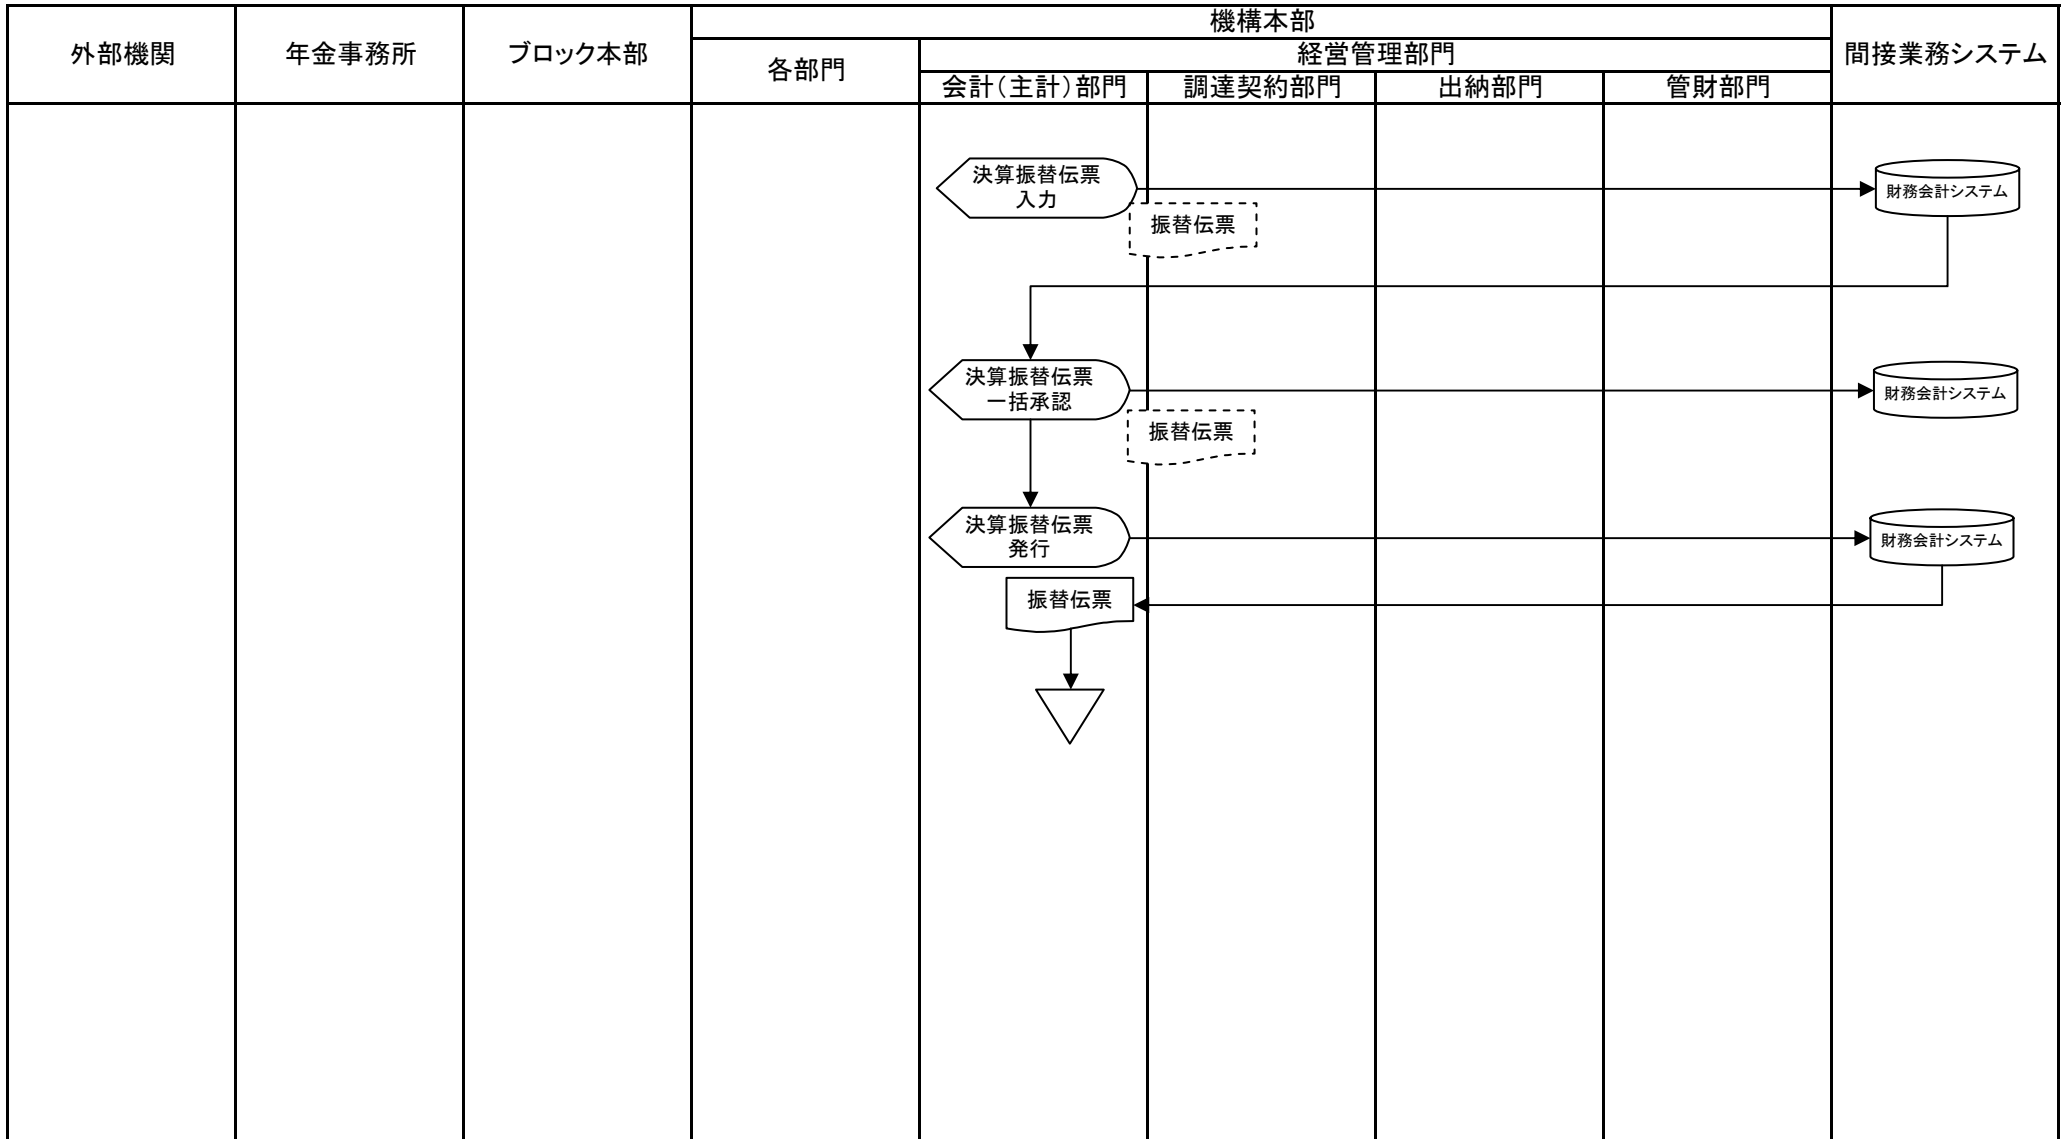 外部機関
年金事務所
ブロック本部
機構本部
各部門
経営管理部門
会計（主計）部門
調達契約部門
出納部門
管財部門
間接業務システム
決算振替伝票
入力
財務会計システム
振替伝票
決算振替伝票
一括承認
財務会計システム
振替伝票
決算振替伝票
発行
財務会計システム
振替伝票